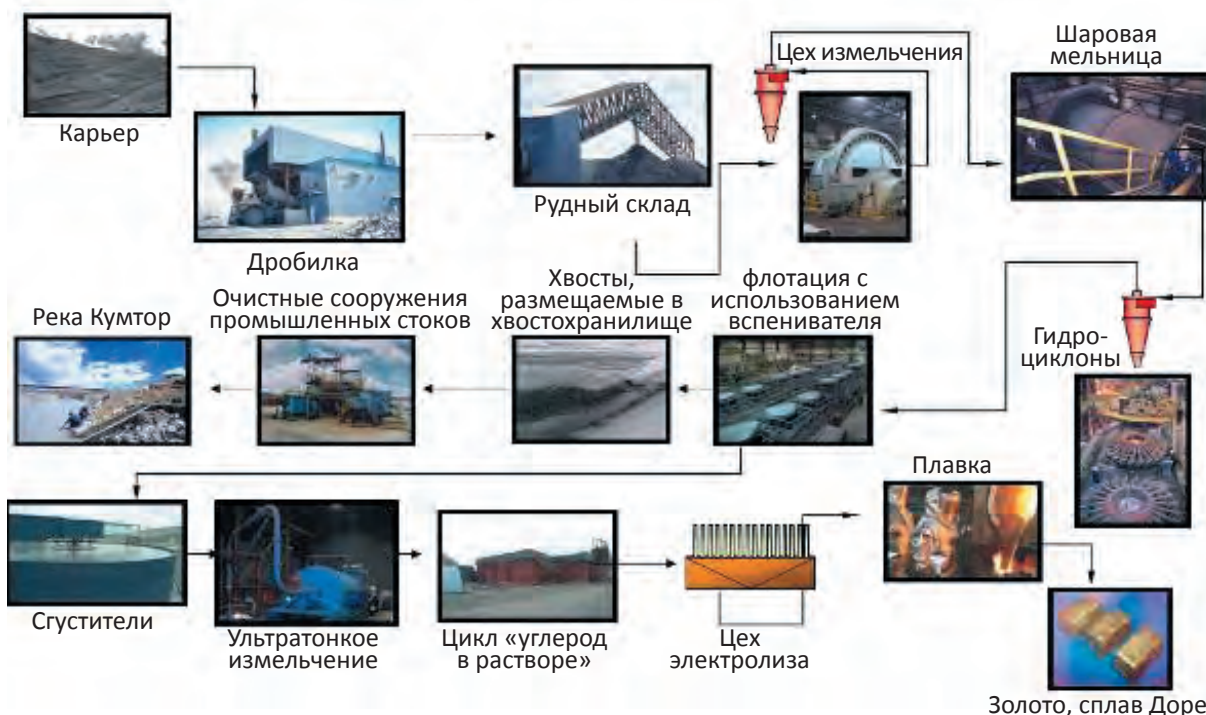 Карьер
Дробилка
Рудный склад
Цех измельчения
Шаровая
мельница
Гидро-
циклоны
флотация с
использованием
вспенивателя
Хвосты,
размещаемые в
хвостохранилище
Очистные сооружения
промышленных стоков
Река Кумтор
Сгустители
Ультратонкое
измельчение
Цикл «углерод
в растворе»
Цех
электролиза
Плавка
Золото, сплав Доре